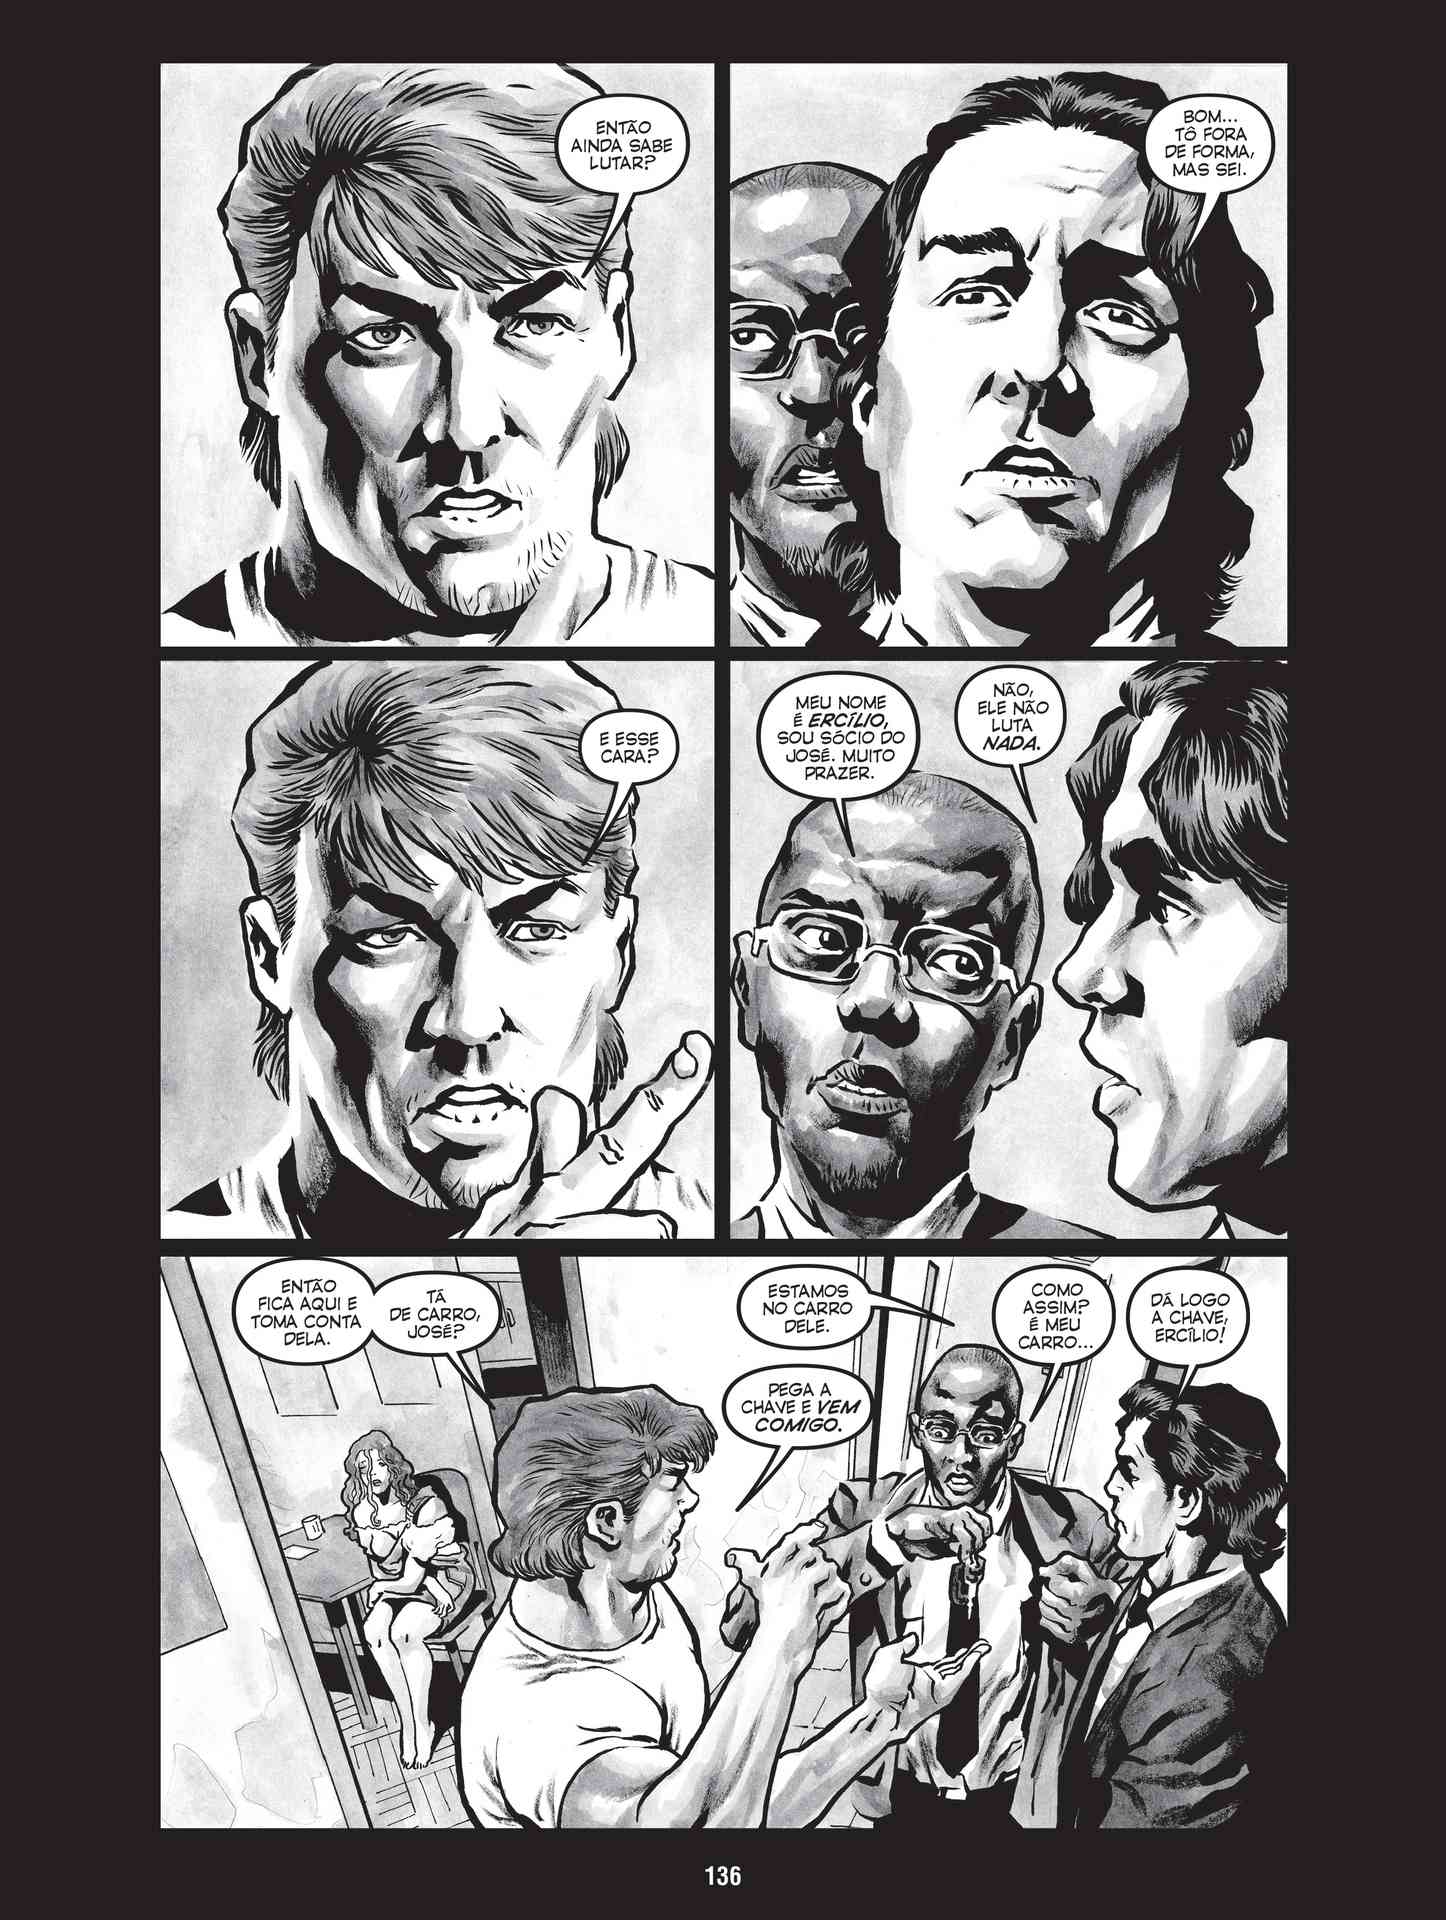 ENTÃO
AINDA SABE
LUTAR?
BOM...
TÔ FORA
DE FORMA,
MAS SEI.
E ESSE
CARA?
MEU NOME
É ERCÍLIO,
SOU SÓCIO DO
JOSÉ. MUITO
PRAZER.
NÃO,
ELE NÃO
LUTA
NADA.
ENTÃO
FICA AQUI E
TOMA CONTA
DELA.
TÁ
DE CARRO,
JOSÉ?
ESTAMOS
NO CARRO
DELE.
PEGA A
CHAVE E VEM
COMIGO.
COMO
ASSIM?
É MEU
CARRO...
DÁ LOGO
A CHAVE,
ERCÍLIO!
136